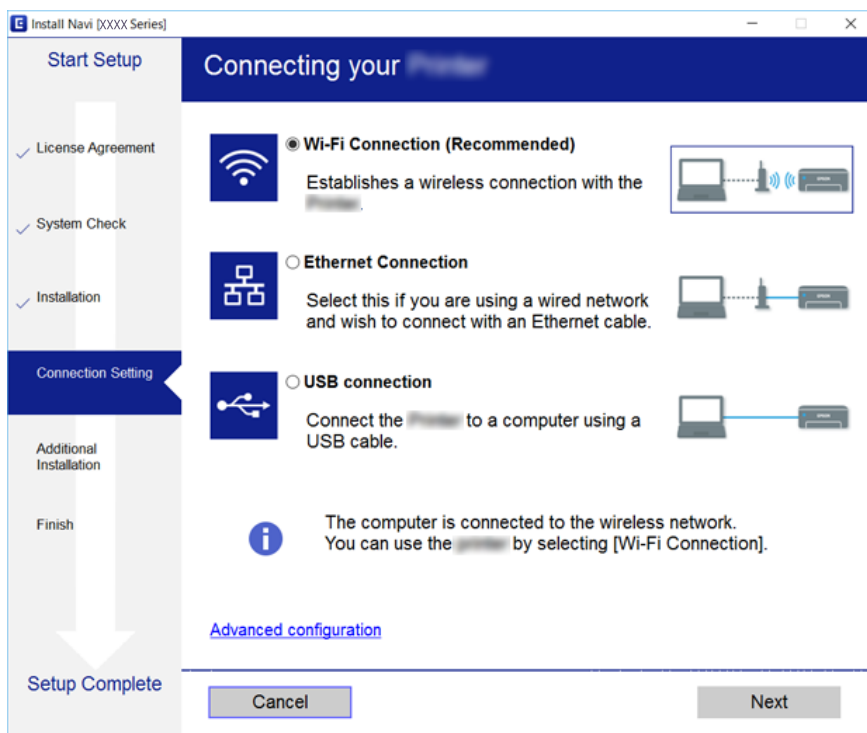 Install Navi [XXXX Series]
Start Setup
License Agreement
System Check
Installation
Connection Setting
Additional
Installation
Finish
Setup Complete
Connecting your
Wi-Fi Connection (Recommended)
Establishes a wireless connection with the
.
EPSON
Ethernet Connection
Select this if you are using a wired network
and wish to connect with an Ethernet cable.
EPSON
USB connection
Connect the to a computer using a
USB cable.
EPSON
The computer is connected to the wireless network.
You can use the by selecting [Wi-Fi Connection].
Advanced configuration
Cancel
Next